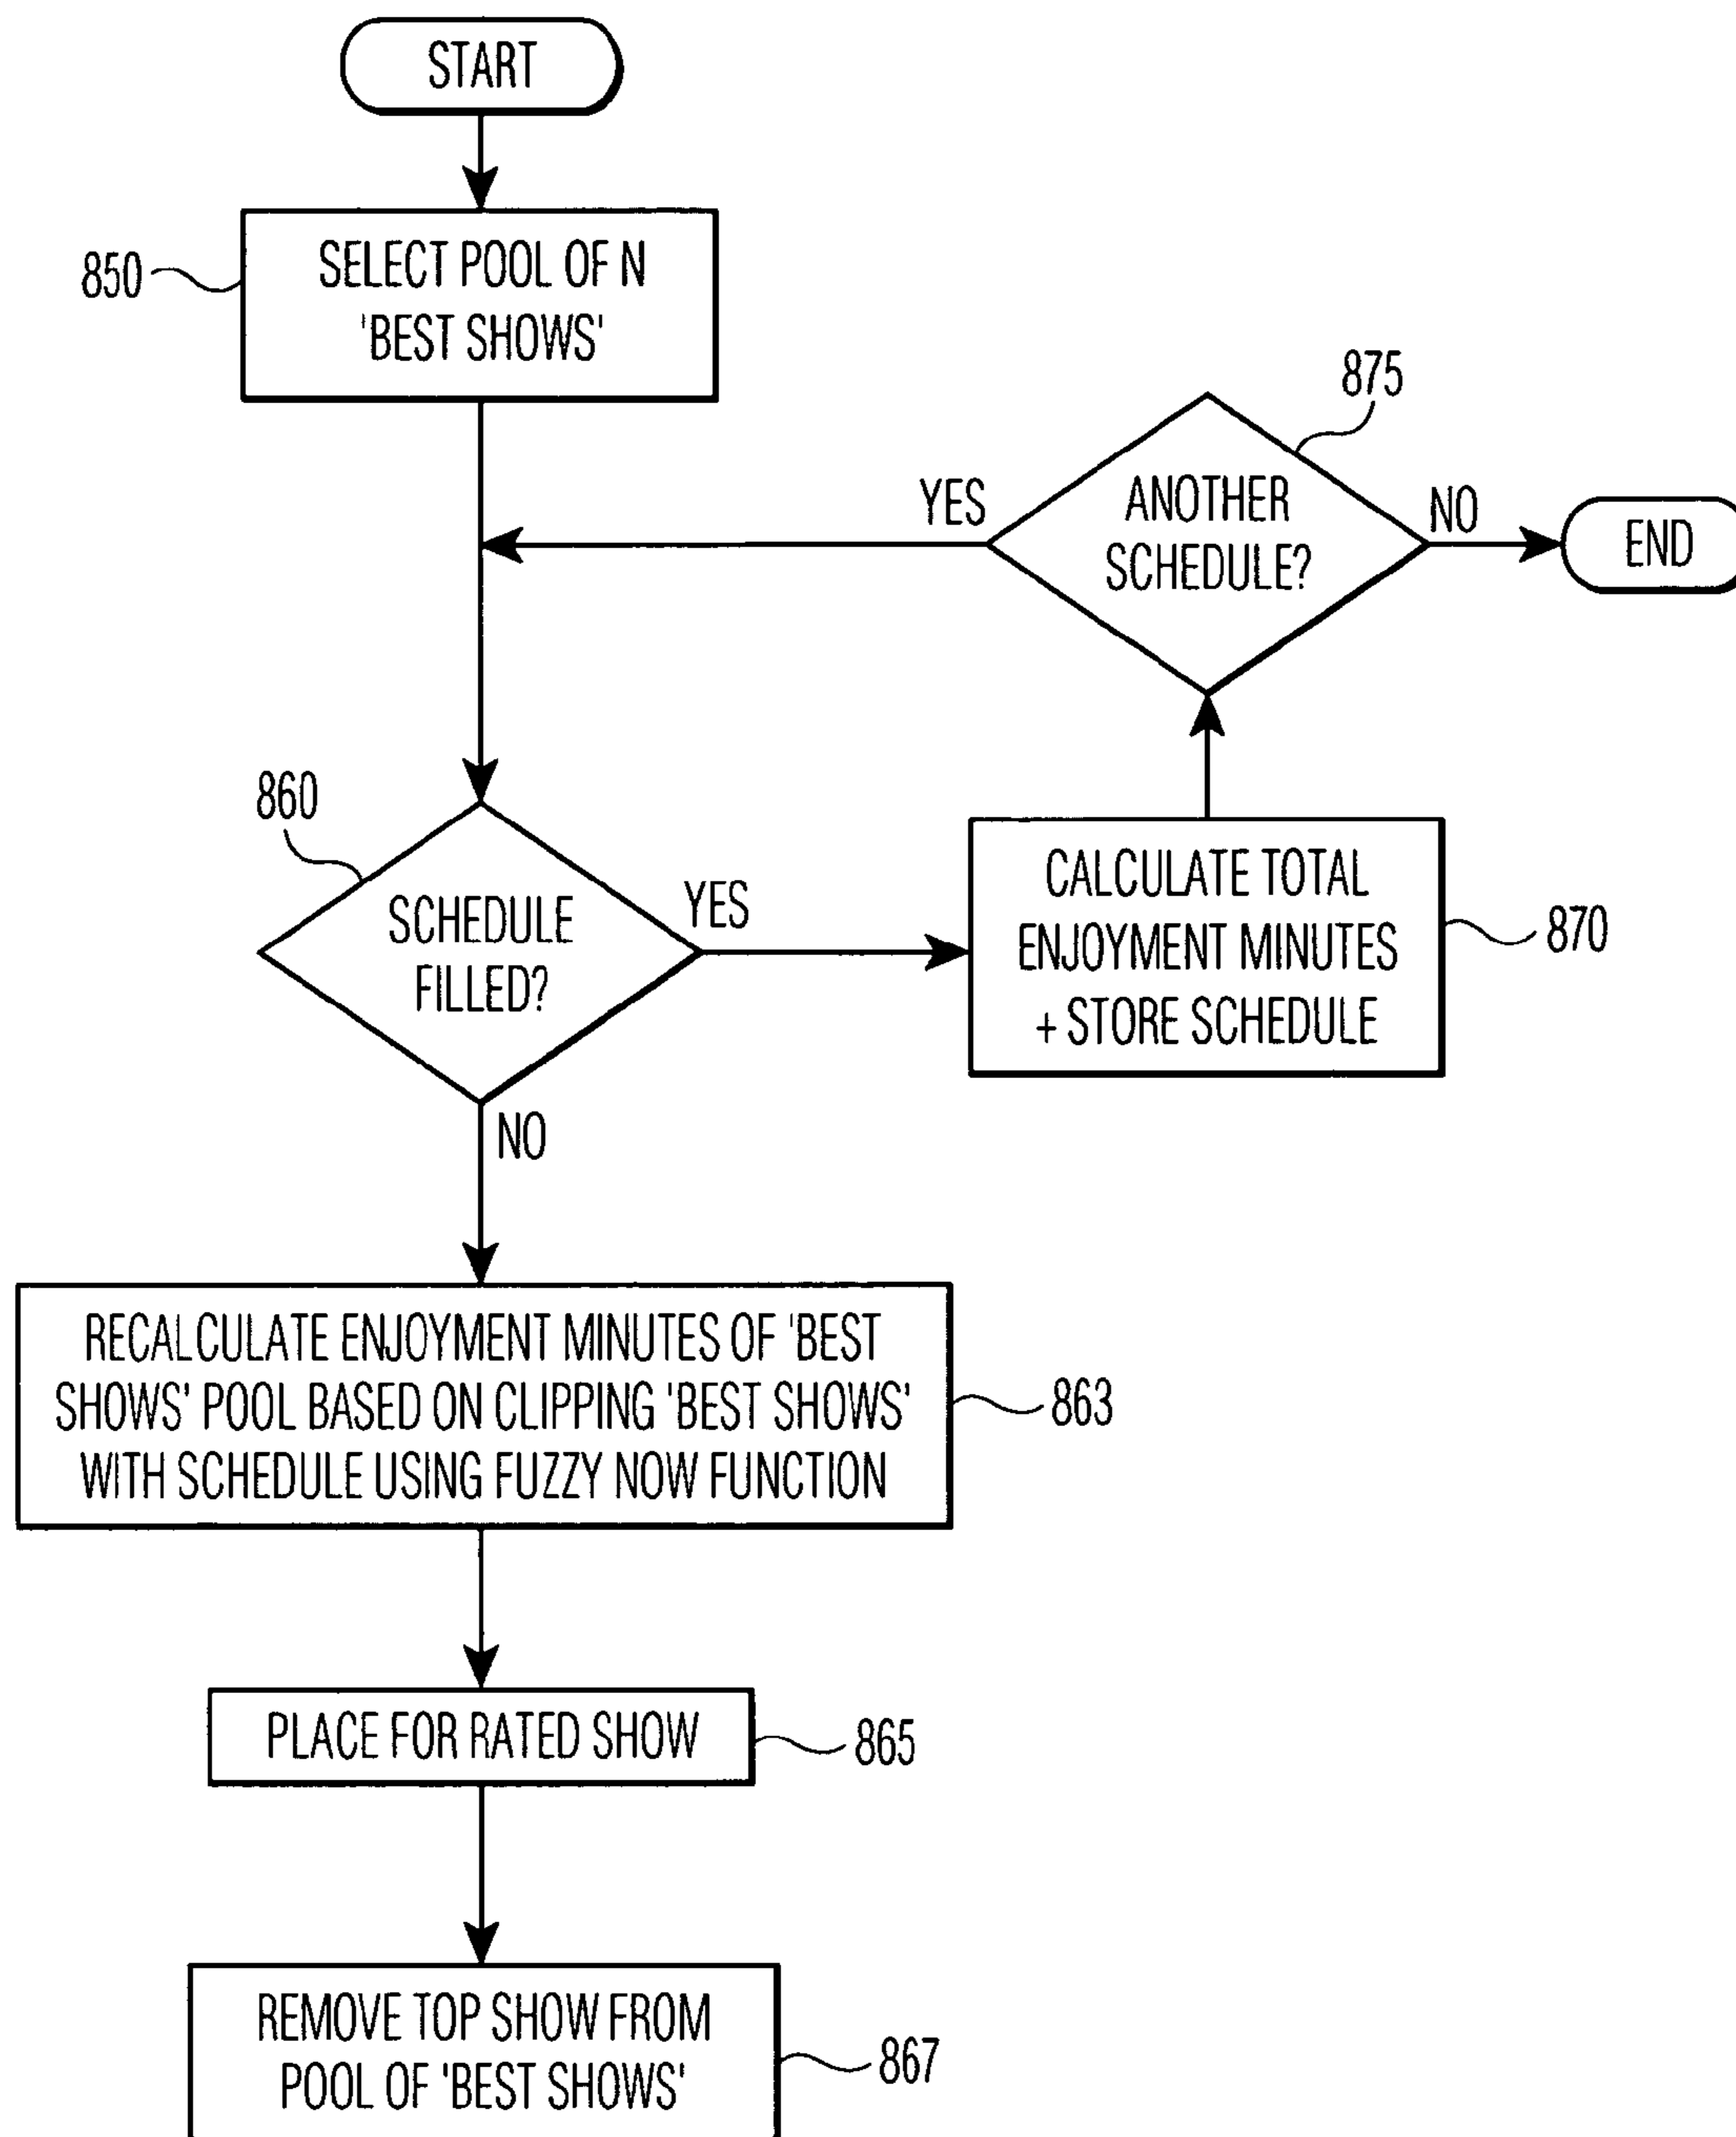 START
850
SELECT POOL OF N
'BEST SHOWS'
875
ANOTHER
SCHEDULE?
YES
NO
END
860
SCHEDULE
FILLED?
YES
NO
CALCULATE TOTAL
ENJOYMENT MINUTES
+ STORE SCHEDULE
870
RECALCULATE ENJOYMENT MINUTES OF 'BEST
SHOWS' POOL BASED ON CLIPPING 'BEST SHOWS'
WITH SCHEDULE USING FUZZY NOW FUNCTION
863
PLACE FOR RATED SHOW
865
REMOVE TOP SHOW FROM
POOL OF 'BEST SHOWS'
867